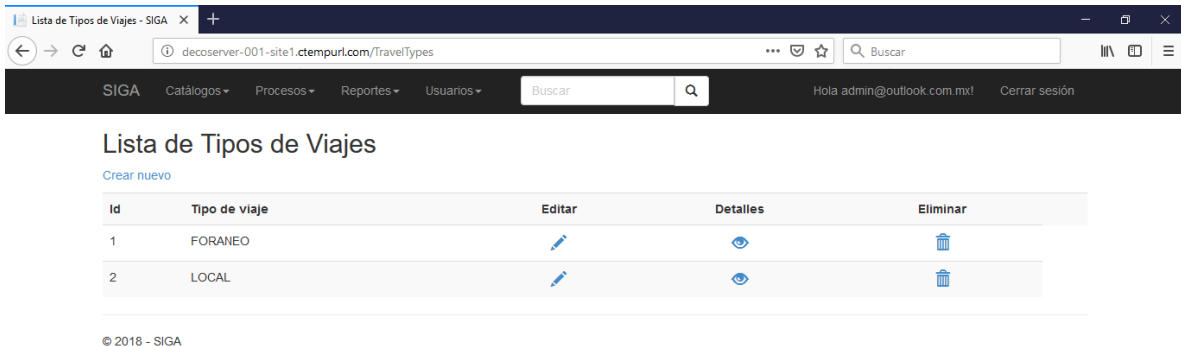 Lista de Tipos de Viajes - SIGA
decoserver-001-site1.ctempurl.com/TravelTypes
Buscar
SIGA Catálogos Procesos Reportes Usuarios Buscar Hola admin@outlook.com.mx! Cerrar sesión
Lista de Tipos de Viajes
Crear nuevo
Id Tipo de viaje Editar Detalles Eliminar
1 FORANEO
2 LOCAL
© 2018 - SIGA